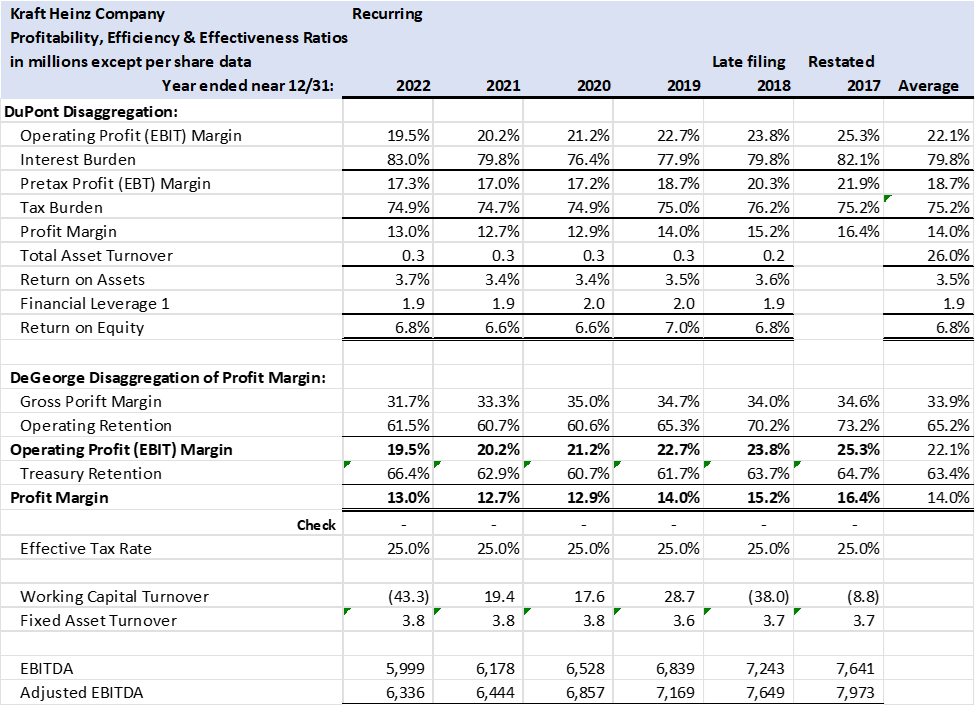 Kraft Heinz Company Recurring
Profitability, Efficiency & Effectiveness Ratios
in millions except per share data Late filing Restated
Year ended near 12/31: 2022 2021 2020 2019 2018 2017 Average
DuPont Disaggregation:
Operating Profit (EBIT) Margin 19.5% 20.2% 21.2% 22.7% 23.8% 25.3% 22.1%
Interest Burden 83.0% 79.8% 76.4% 77.9% 79.8% 82.1% 79.8%
Pretax Profit (EBT) Margin 17.3% 17.0% 17.2% 18.7% 20.3% 21.9% 18.7%
Tax Burden 74.9% 74.7% 74.9% 75.0% 76.2% 75.2% 75.2%
Profit Margin 13.0% 12.7% 12.9% 14.0% 15.2% 16.4% 14.0%
Total Asset Turnover 0.3 0.3 0.3 0.3 0.2 26.0%
Return on Assets 3.7% 3.4% 3.4% 3.5% 3.6% 3.5%
Financial Leverage 1 1.9 1.9 2.0 2.0 1.9 1.9
Return on Equity 6.8% 6.6% 6.6% 7.0% 6.8% 6.8%
DeGeorge Disaggregation of Profit Margin:
Gross Porift Margin 31.7% 33.3% 35.0% 34.7% 34.0% 34.6% 33.9%
Operating Retention 61.5% 60.7% 60.6% 65.3% 70.2% 73.2% 65.2%
Operating Profit (EBIT) Margin 19.5% 20.2% 21.2% 22.7% 23.8% 25.3% 22.1%
Treasury Retention 66.4% 62.9% 60.7% 61.7% 63.7% 64.7% 63.4%
Profit Margin 13.0% 12.7% 12.9% 14.0% 15.2% 16.4% 14.0%
Check - - - - - -
Effective Tax Rate 25.0% 25.0% 25.0% 25.0% 25.0% 25.0%
Working Capital Turnover (43.3) 19.4 17.6 28.7 (38.0) (8.8)
Fixed Asset Turnover 3.8 3.8 3.8 3.6 3.7 3.7
EBITDA 5,999 6,178 6,528 6,839 7,243 7,641
Adjusted EBITDA 6,336 6,444 6,857 7,169 7,649 7,973